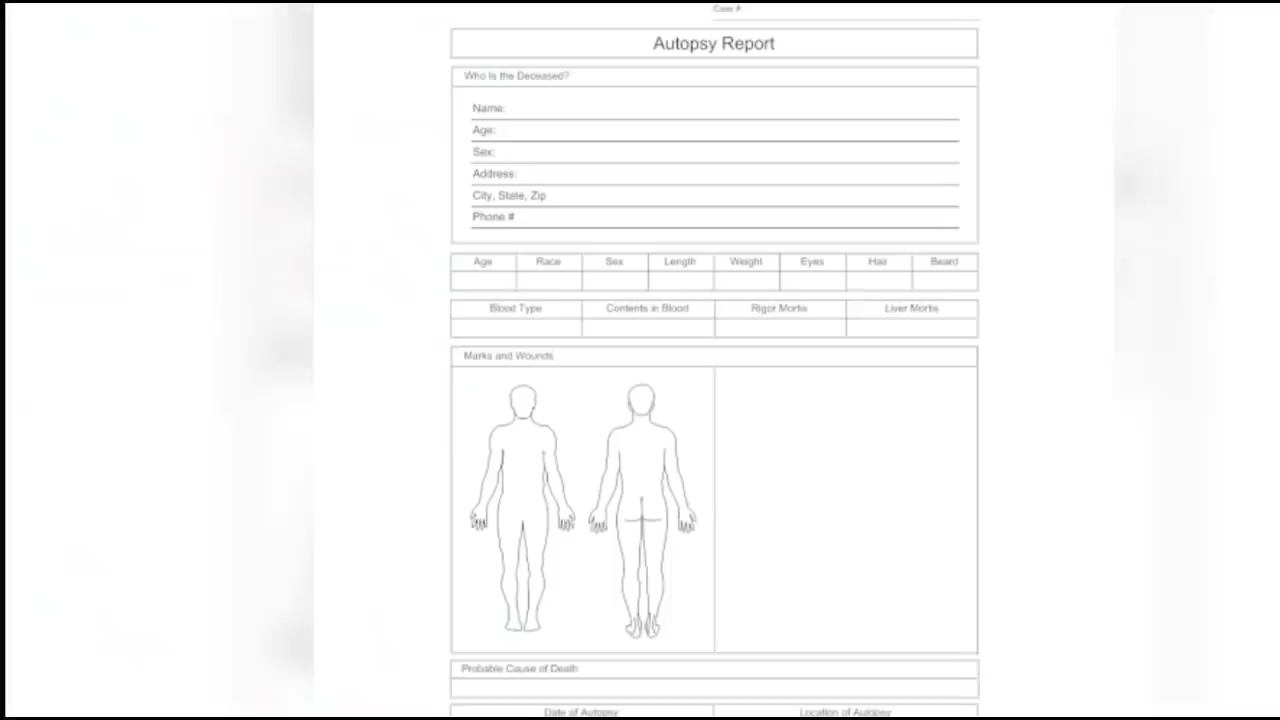 Case #
Autopsy Report
Who Is the Deceased?
Name:
Age:
Sex:
Address:
City, State, Zip
Phone #
Age Race Sex Length Weight Eyes Hair Beard
Blood Type Contents in Blood Rigor Mortis Liver Mortis
Marks and Wounds
Probable Cause of Death
Date of Autopsy Location of Autopsy